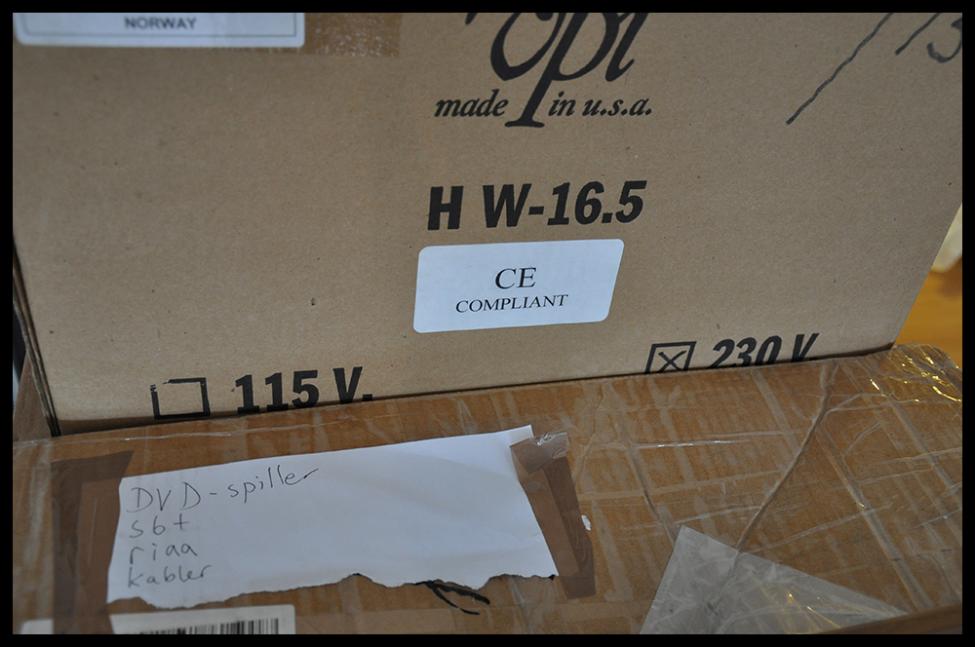 NORWAY
made in u.s.a.
H W-16.5
CE
COMPLIANT
115 V.
230 V
DVD-spiller
sb+
riaa
kabler